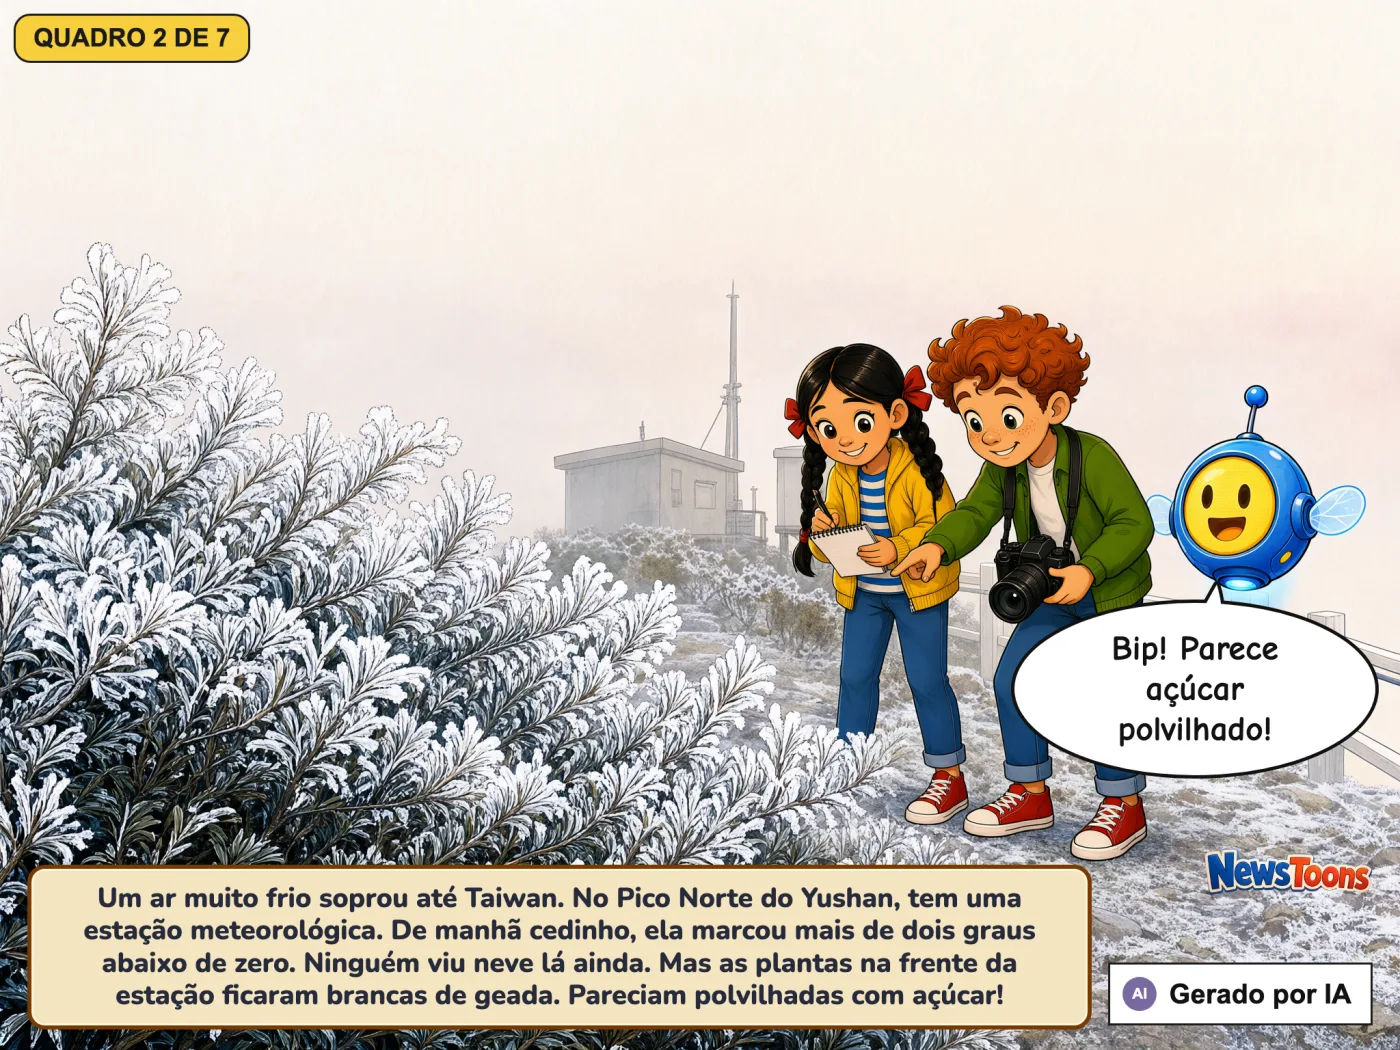 QUADRO 2 DE 7
Bip! Parece
açúcar
polvilhado!
NewsToons
Um ar muito frio soprou até Taiwan. No Pico Norte do Yushan, tem uma
estação meteorológica. De manhã cedinho, ela marcou mais de dois graus
abaixo de zero. Ninguém viu neve lá ainda. Mas as plantas na frente da
estação ficaram brancas de geada. Pareciam polvilhadas com açúcar!
AI Gerado por IA